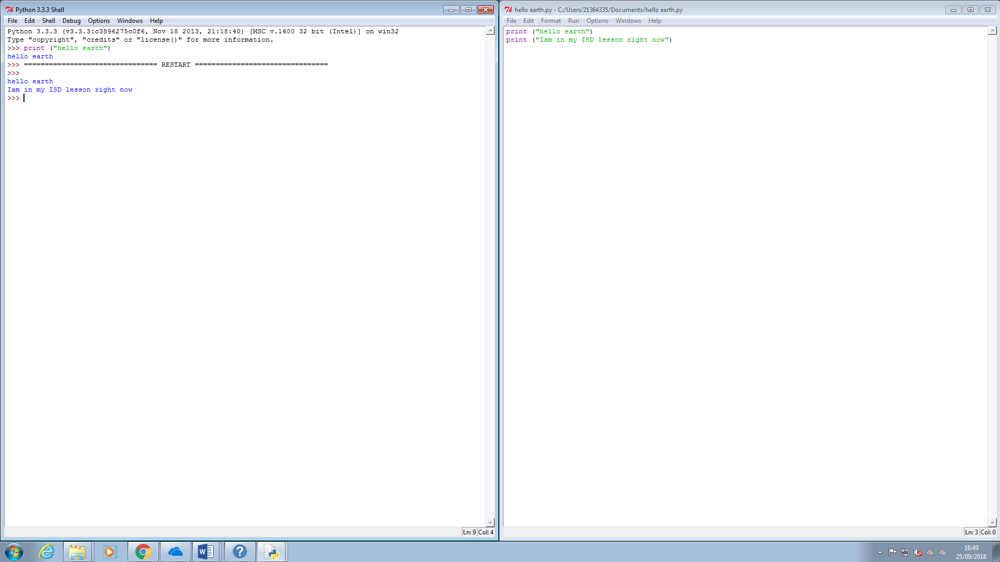 Python 3.3.3 Shell
File Edit Shell Debug Options Windows Help
Python 3.3.3 (v3.3.3:c3896275c0f6, Nov 18 2013, 21:18:40) [MSC v.1600 32 bit (Intel)] on win32
Type "copyright", "credits" or "license()" for more information.
>>> print ("hello earth")
hello earth
>>> ================================ RESTART ================================
>>>
hello earth
Iam in my ISD lesson right now
>>>
Ln: 9 Col: 4
hello earth.py - C:/Users/21364335/Documents/hello earth.py
File Edit Format Run Options Windows Help
print ("hello earth")
print ("Iam in my ISD lesson right now")
Ln: 3 Col: 0
16:49
25/09/2018